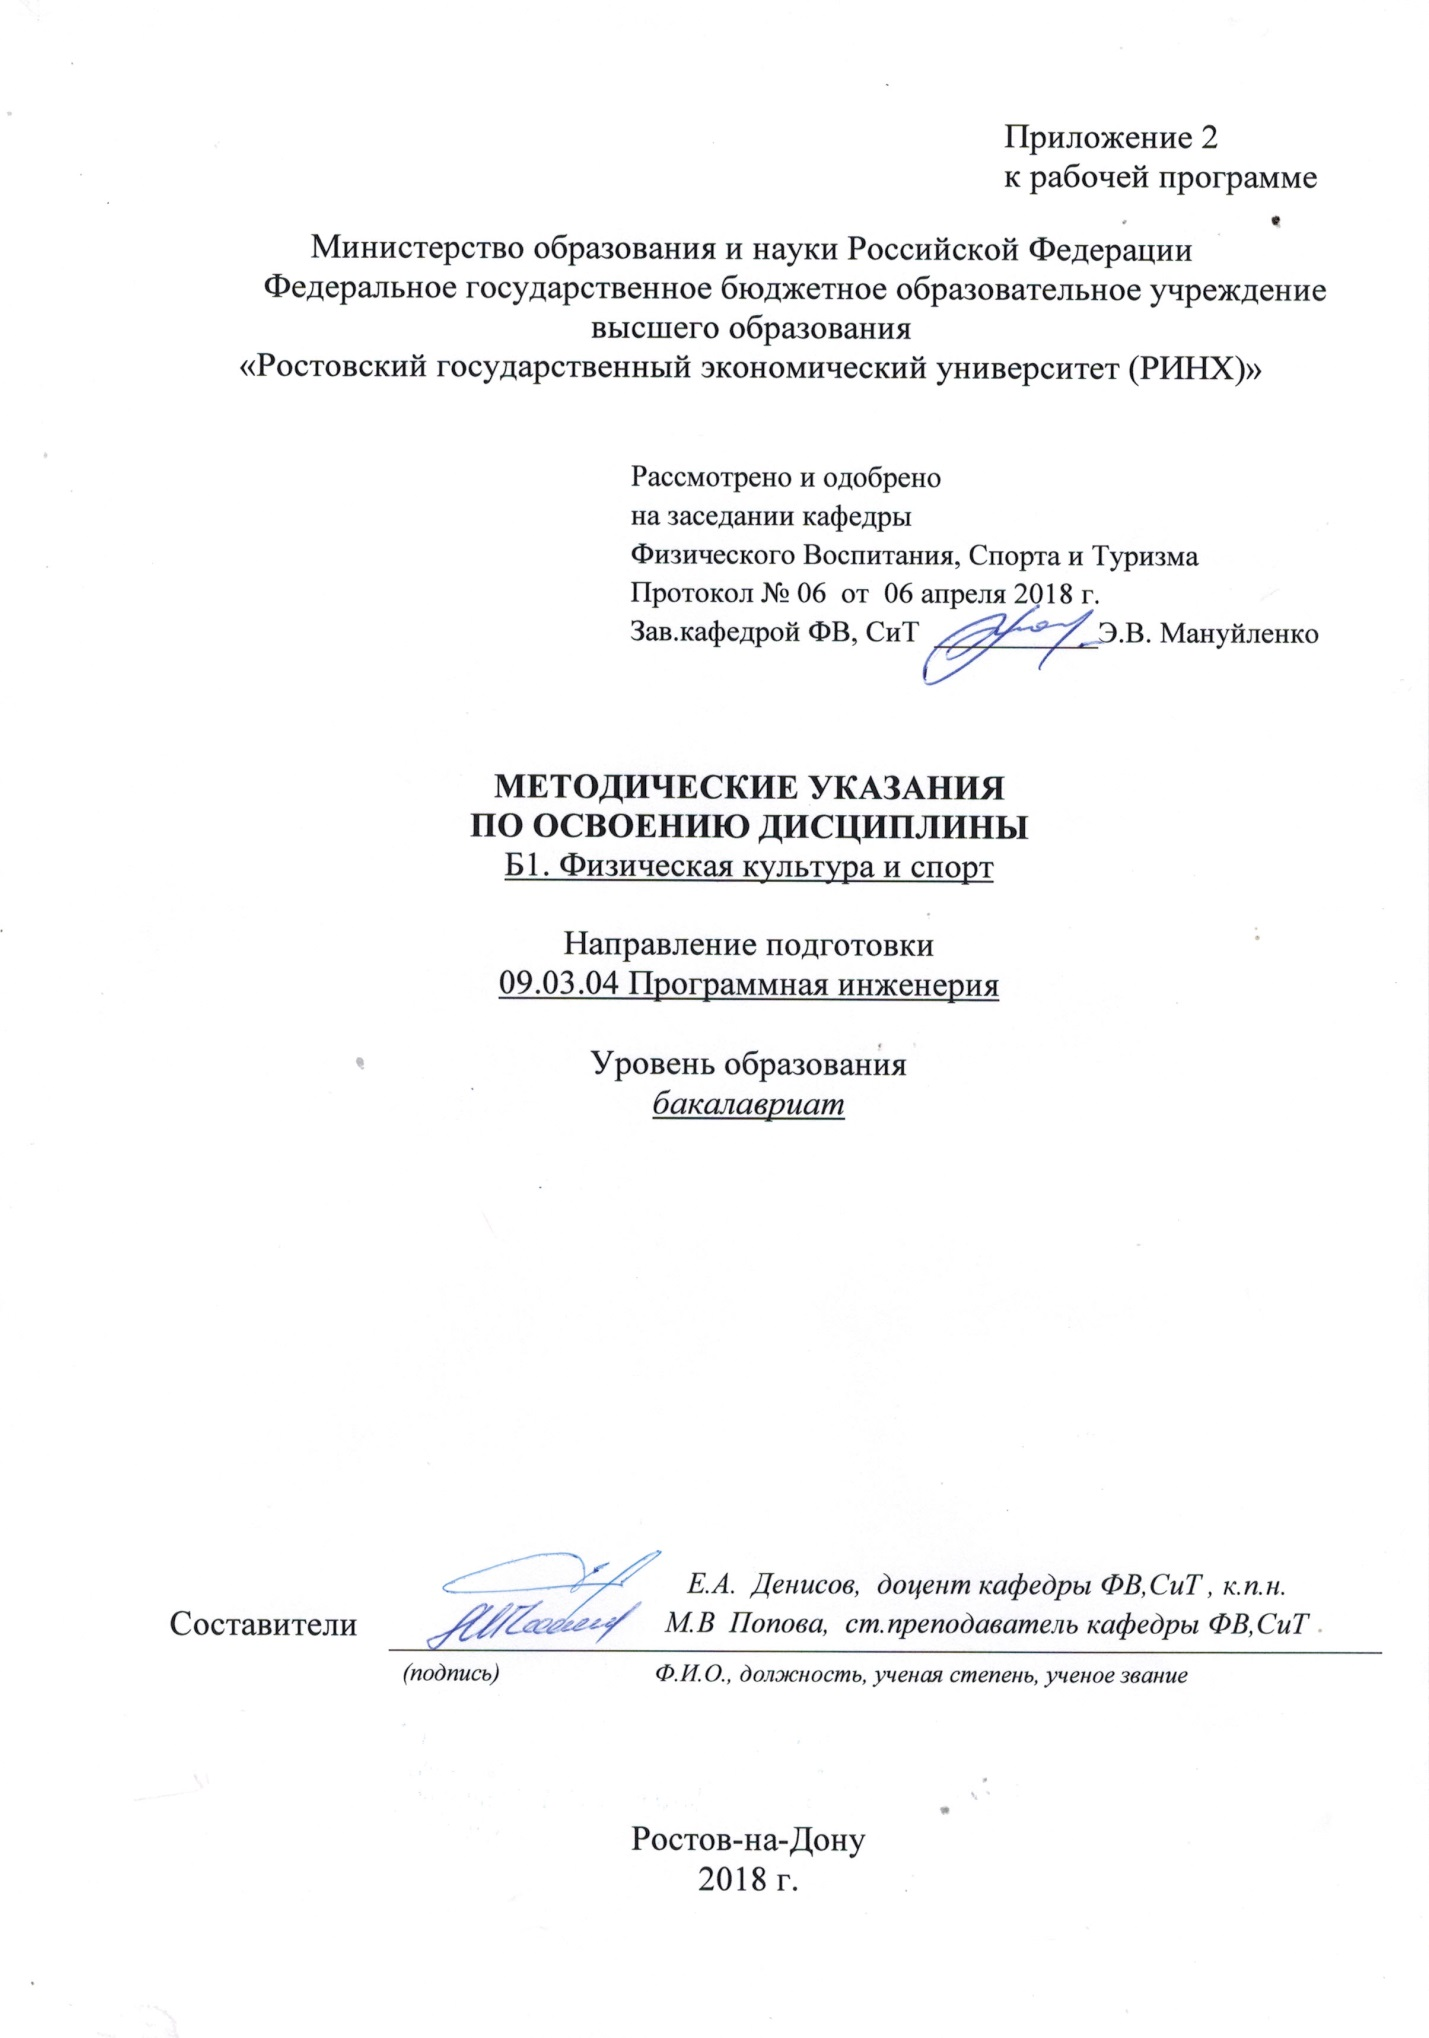 Приложение 2
к рабочей программе
Министерство образования и науки Российской Федерации
Федеральное государственное бюджетное образовательное учреждение
высшего образования
«Ростовский государственный экономический университет (РИНХ)»
Рассмотрено и одобрено
на заседании кафедры
Физического Воспитания, Спорта и Туризма
Протокол № 06 от 06 апреля 2018 г.
Зав.кафедрой ФВ, СиТ ____________Э.В. Мануйленко
МЕТОДИЧЕСКИЕ УКАЗАНИЯ
ПО ОСВОЕНИЮ ДИСЦИПЛИНЫ
Б1. Физическая культура и спорт
Направление подготовки
09.03.04 Программная инженерия
Уровень образования
бакалавриат
Е.А. Денисов, доцент кафедры ФВ,СиТ , к.п.н.
Составители М.В Попова, ст.преподаватель кафедры ФВ,СиТ
(подпись) Ф.И.О., должность, ученая степень, ученое звание
Ростов-на-Дону
2018 г.